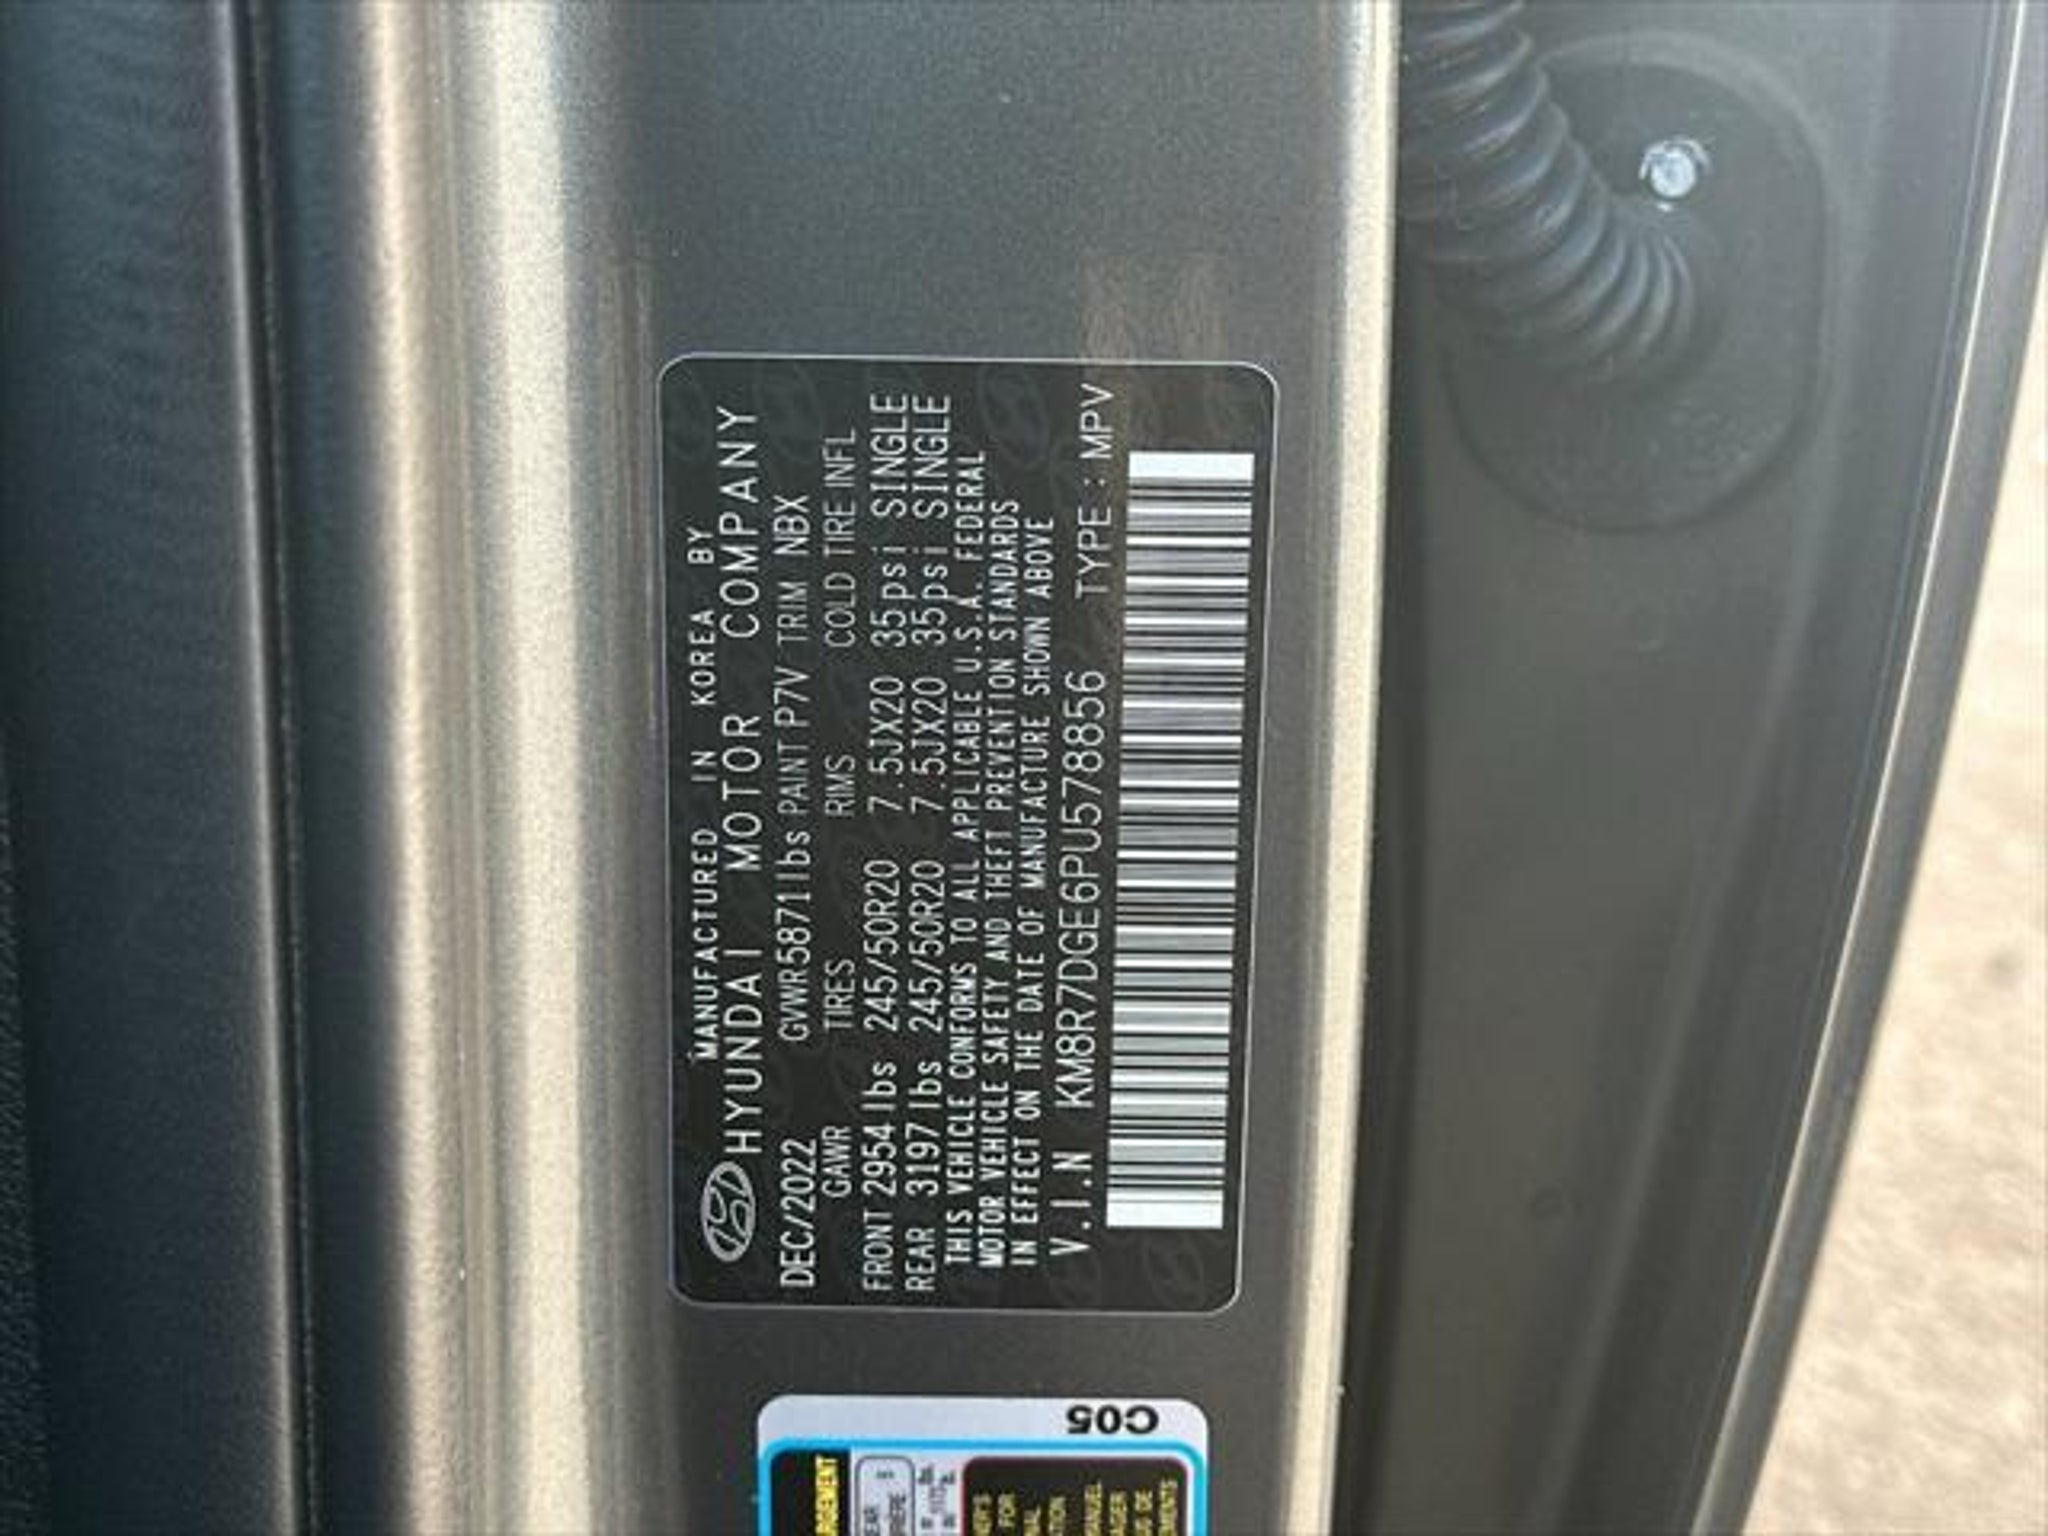 MANUFACTURED IN KOREA BY
HYUNDAI MOTOR COMPANY
DEC/2022 GVWR5871lbs PAINT P7V TRIM NBX
GAWR TIRES RIMS COLD TIRE INFL
FRONT 2954lbs 245/50R20 7.5JX20 35psi SINGLE
REAR 3197lbs 245/50R20 7.5JX20 35psi SINGLE
THIS VEHICLE CONFORMS TO ALL APPLICABLE U.S.A. FEDERAL
MOTOR VEHICLE SAFETY AND THEFT PREVENTION STANDARDS
IN EFFECT ON THE DATE OF MANUFACTURE SHOWN ABOVE
V.I.N KM8R7DGE6PU578856 TYPE : MPV
C05